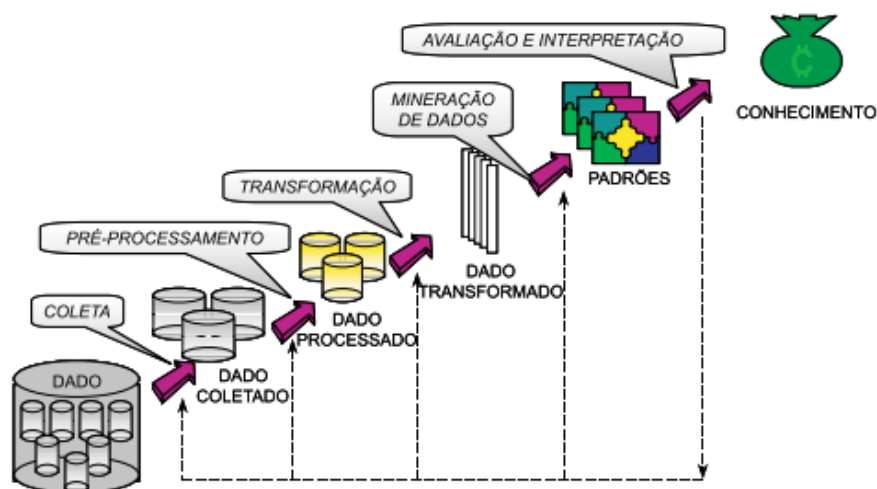 AVALIAÇÃO E INTERPRETAÇÃO
CONHECIMENTO
MINERAÇÃO
DE DADOS
PADRÕES
TRANSFORMAÇÃO
DADO
TRANSFORMADO
PRÉ-PROCESSAMENTO
DADO
PROCESSADO
COLETA
DADO
COLETADO
DADO